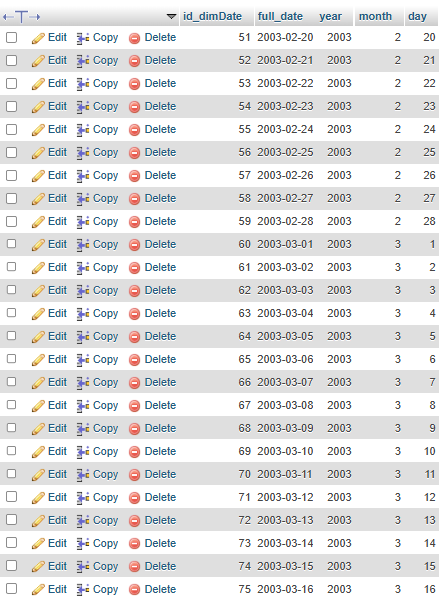 ←T→ id_dimDate full_date year month day
Edit Copy Delete 51 2003-02-20 2003 2 20
Edit Copy Delete 52 2003-02-21 2003 2 21
Edit Copy Delete 53 2003-02-22 2003 2 22
Edit Copy Delete 54 2003-02-23 2003 2 23
Edit Copy Delete 55 2003-02-24 2003 2 24
Edit Copy Delete 56 2003-02-25 2003 2 25
Edit Copy Delete 57 2003-02-26 2003 2 26
Edit Copy Delete 58 2003-02-27 2003 2 27
Edit Copy Delete 59 2003-02-28 2003 2 28
Edit Copy Delete 60 2003-03-01 2003 3 1
Edit Copy Delete 61 2003-03-02 2003 3 2
Edit Copy Delete 62 2003-03-03 2003 3 3
Edit Copy Delete 63 2003-03-04 2003 3 4
Edit Copy Delete 64 2003-03-05 2003 3 5
Edit Copy Delete 65 2003-03-06 2003 3 6
Edit Copy Delete 66 2003-03-07 2003 3 7
Edit Copy Delete 67 2003-03-08 2003 3 8
Edit Copy Delete 68 2003-03-09 2003 3 9
Edit Copy Delete 69 2003-03-10 2003 3 10
Edit Copy Delete 70 2003-03-11 2003 3 11
Edit Copy Delete 71 2003-03-12 2003 3 12
Edit Copy Delete 72 2003-03-13 2003 3 13
Edit Copy Delete 73 2003-03-14 2003 3 14
Edit Copy Delete 74 2003-03-15 2003 3 15
Edit Copy Delete 75 2003-03-16 2003 3 16